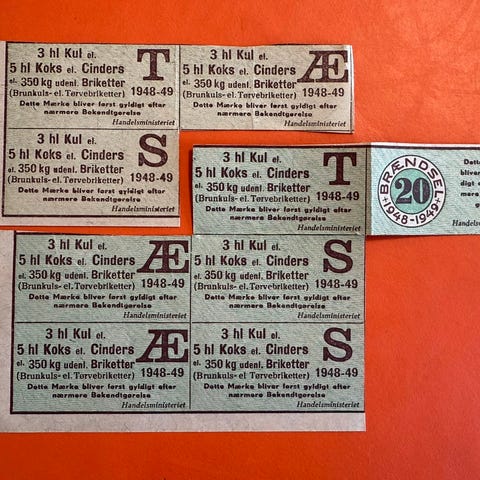 3 hl Kul el.
5 hl Koks el. Cinders
el. 350 kg udenl. Briketter
(Brunkuls- el. Tørvebriketter)
T
1948-49
Dette Mærke bliver først gyldigt efter
nærmere Bekendtgørelse
Handelsministeriet
3 hl Kul el.
5 hl Koks el. Cinders
el. 350 kg udenl. Briketter
(Brunkuls- el. Tørvebriketter)
Æ
1948-49
Dette Mærke bliver først gyldigt efter
nærmere Bekendtgørelse
Handelsministeriet
3 hl Kul el.
5 hl Koks el. Cinders
el. 350 kg udenl. Briketter
(Brunkuls- el. Tørvebriketter)
S
1948-49
Dette Mærke bliver først gyldigt efter
nærmere Bekendtgørelse
Handelsministeriet
3 hl Kul el.
5 hl Koks el. Cinders
el. 350 kg udenl. Briketter
(Brunkuls- el. Tørvebriketter)
T
1948-49
Dette Mærke bliver først gyldigt efter
nærmere Bekendtgørelse
Handelsministeriet
BRÆNDSEL
20
1948-1949
3 hl Kul el.
5 hl Koks el. Cinders
el. 350 kg udenl. Briketter
(Brunkuls- el. Tørvebriketter)
Æ
1948-49
Dette Mærke bliver først gyldigt efter
nærmere Bekendtgørelse
Handelsministeriet
3 hl Kul el.
5 hl Koks el. Cinders
el. 350 kg udenl. Briketter
(Brunkuls- el. Tørvebriketter)
S
1948-49
Dette Mærke bliver først gyldigt efter
nærmere Bekendtgørelse
Handelsministeriet
3 hl Kul el.
5 hl Koks el. Cinders
el. 350 kg udenl. Briketter
(Brunkuls- el. Tørvebriketter)
Æ
1948-49
Dette Mærke bliver først gyldigt efter
nærmere Bekendtgørelse
Handelsministeriet
3 hl Kul el.
5 hl Koks el. Cinders
el. 350 kg udenl. Briketter
(Brunkuls- el. Tørvebriketter)
S
1948-49
Dette Mærke bliver først gyldigt efter
nærmere Bekendtgørelse
Handelsministeriet